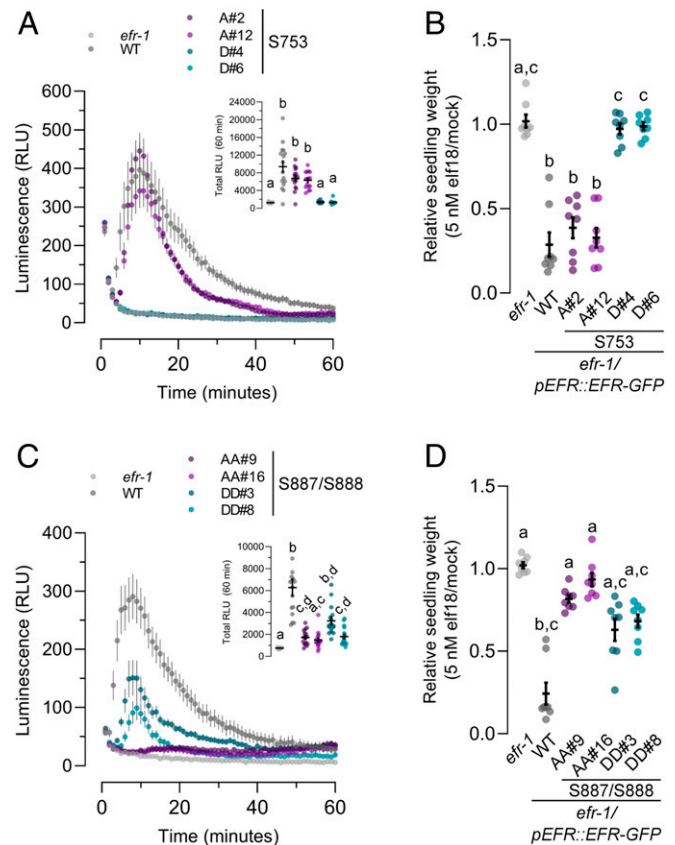 A
efr-1
WT
A#2
A#12
D#4
D#6
S753
Luminescence (RLU)
600
500
400
300
200
100
0
0
20
40
60
Time (minutes)
Total RLU (60 min)
24000
20000
16000
12000
8000
4000
0
a
b
b
b
a
a
B
Relative seedling weight
(5 nM elf18/mock)
1.5
1.0
0.5
0.0
a,c
b
b
b
c
c
efr-1
WT
A#2
A#12
D#4
D#6
S753
efr-1/
pEFR::EFR-GFP
C
efr-1
WT
AA#9
AA#16
DD#3
DD#8
S887/S888
Luminescence (RLU)
400
300
200
100
0
0
20
40
60
Time (minutes)
Total RLU (60 min)
10000
8000
6000
4000
2000
0
a
b
c,d
a,c
b,d
c,d
D
Relative seedling weight
(5 nM elf18/mock)
1.5
1.0
0.5
0.0
a
b,c
a
a
a,c
a,c
efr-1
WT
AA#9
AA#16
DD#3
DD#8
S887/S888
efr-1/
pEFR::EFR-GFP